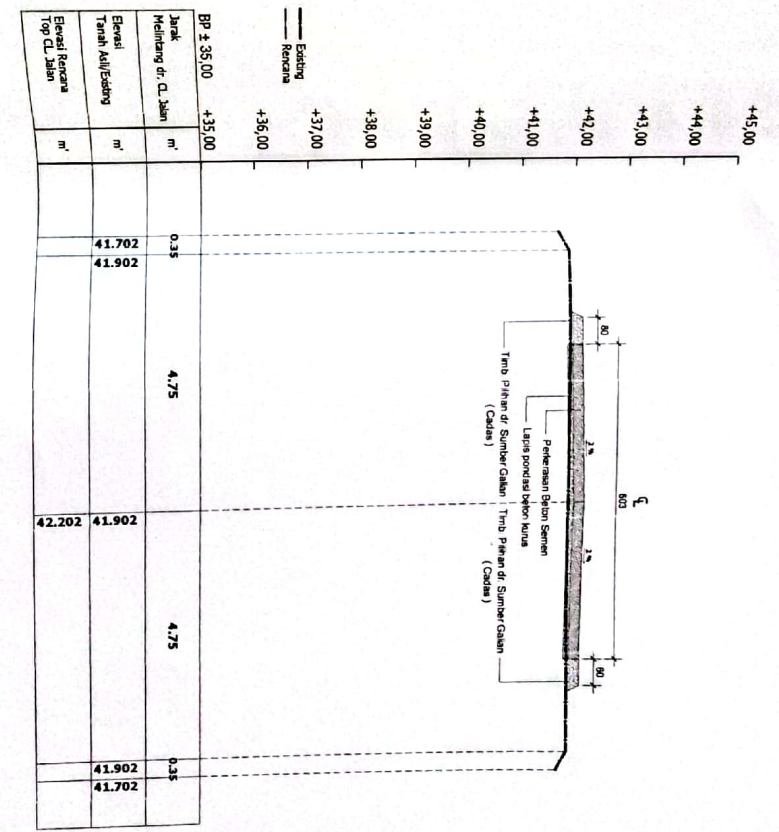 +45,00
+44,00
+43,00
+42,00
+41,00
+40,00
+39,00
+38,00
+37,00
+36,00
+35,00
BP ± 35,00
Existing
Rencana
CL
603
80
60
2%
2%
Perkerasan Beton Semen
Lapis pondasi beton kurus
Timb Pilihan dr Sumber Galian
(Cadas)
Timb Pilihan dr Sumber Galian
(Cadas)
Jarak
Melintang dr. CL Jalan
m'
0.35
4.75
4.75
0.35
Elevasi
Tanah Asli/Existing
m'
41.702
41.902
41.902
41.902
41.702
Elevasi Rencana
Top CL Jalan
m'
42.202